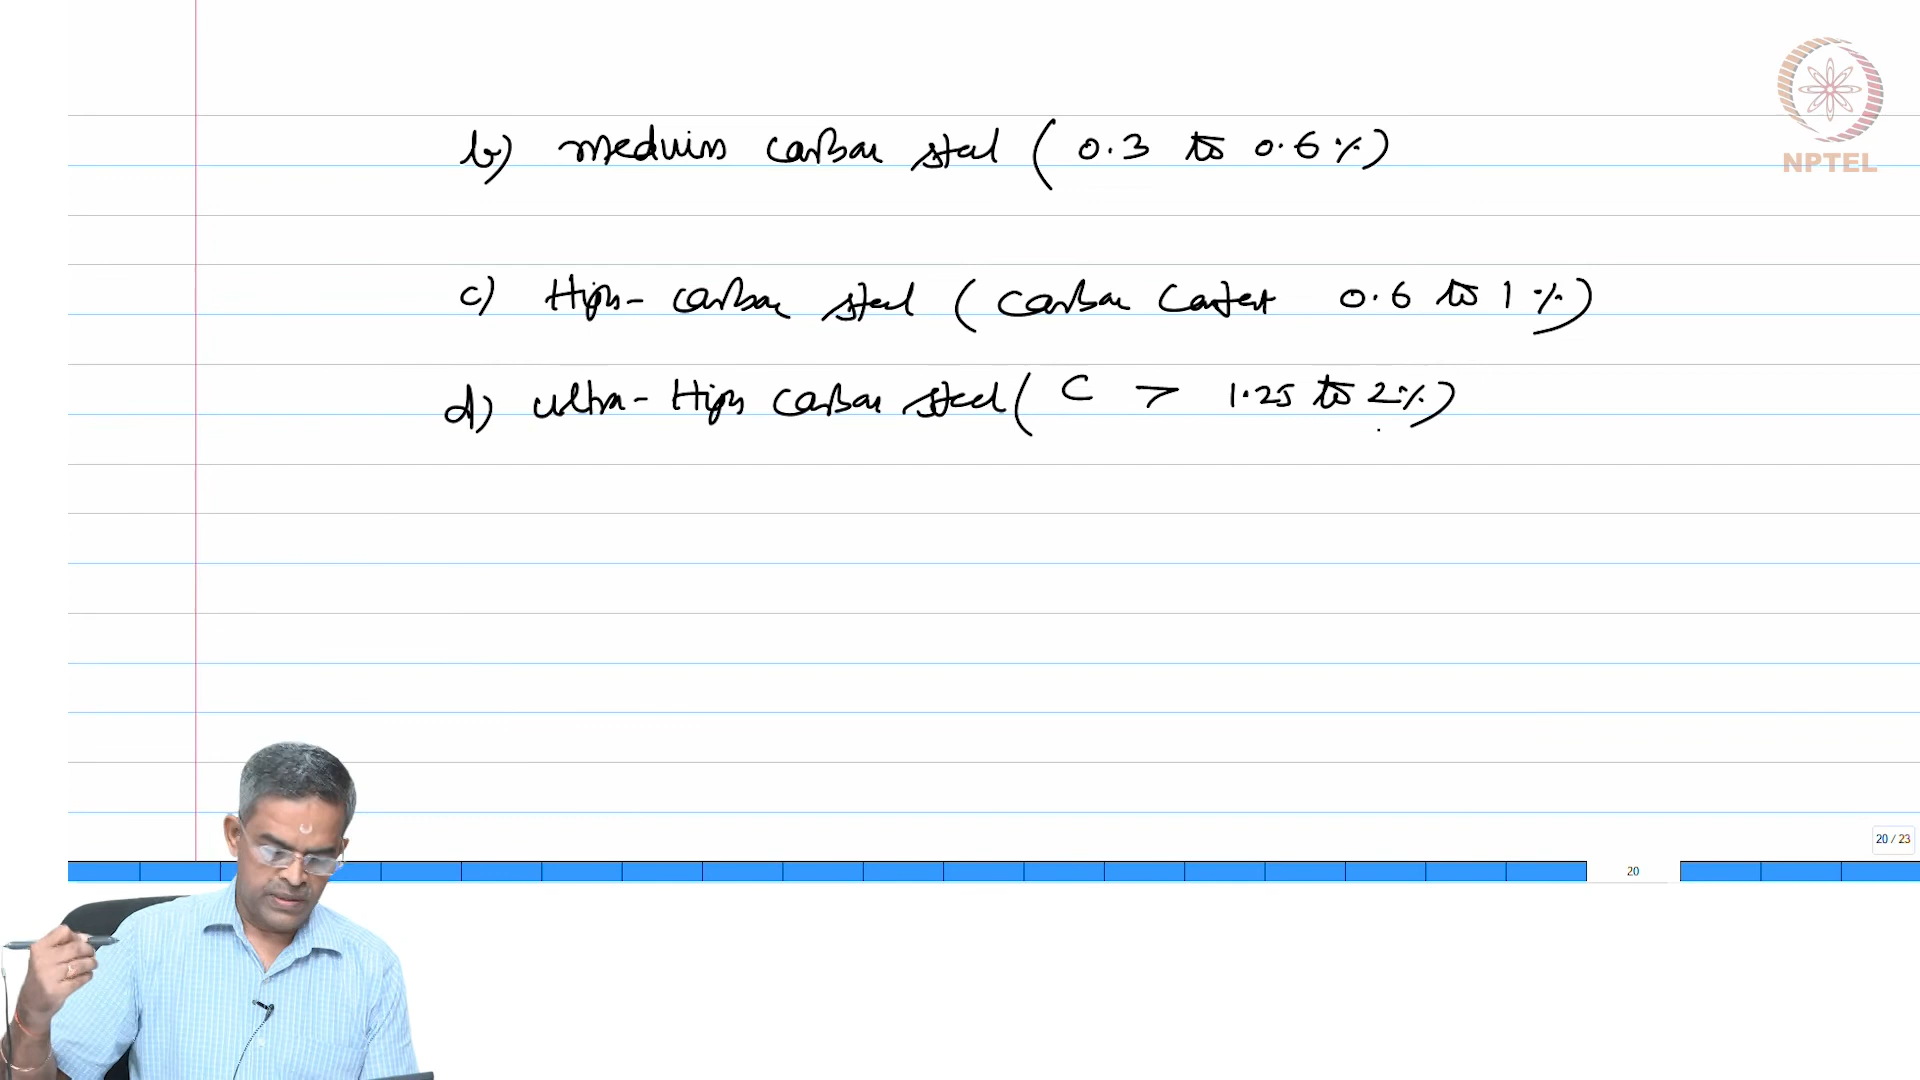 NPTEL
b) medium carbon steel ( 0.3 to 0.6 %)
c) High- carbon steel ( carbon content 0.6 to 1 %)
d) ultra- High carbon steel ( C > 1.25 to 2%)
20 / 23
20